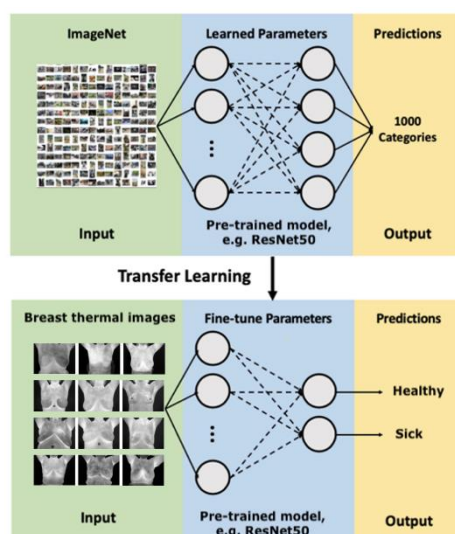 ImageNet
Learned Parameters
Predictions
1000
Categories
Input
Pre-trained model,
e.g. ResNet50
Output
Transfer Learning
Breast thermal images
Fine-tune Parameters
Predictions
Healthy
Sick
Input
Pre-trained model,
e.g. ResNet50
Output